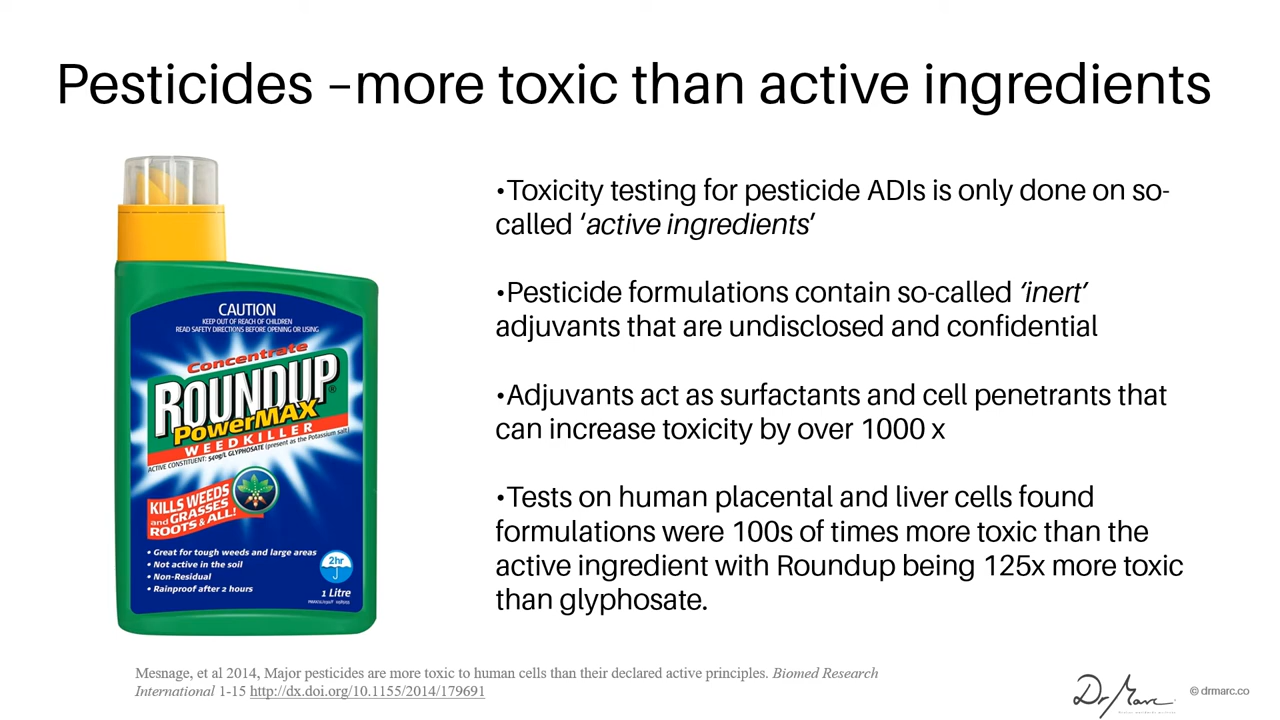 Pesticides –more toxic than active ingredients
CAUTION
KEEP OUT OF REACH OF CHILDREN
READ SAFETY DIRECTIONS BEFORE OPENING OR USING
Concentrate
ROUNDUP®
PowerMAX
WEEDKILLER
ACTIVE CONSTITUENT: 540g/L GLYPHOSATE (present as the Potassium salt)
KILLS WEEDS
and GRASSES
ROOTS & ALL!
• Great for tough weeds and large areas
• Not active in the soil
• Non-Residual
• Rainproof after 2 hours
2hr
1 Litre
•Toxicity testing for pesticide ADIs is only done on so-
called ‘active ingredients’
•Pesticide formulations contain so-called ‘inert’
adjuvants that are undisclosed and confidential
•Adjuvants act as surfactants and cell penetrants that
can increase toxicity by over 1000 x
•Tests on human placental and liver cells found
formulations were 100s of times more toxic than the
active ingredient with Roundup being 125x more toxic
than glyphosate.
Mesnage, et al 2014, Major pesticides are more toxic to human cells than their declared active principles. Biomed Research
International 1-15 http://dx.doi.org/10.1155/2014/179691
Dr Marc
© drmarc.co